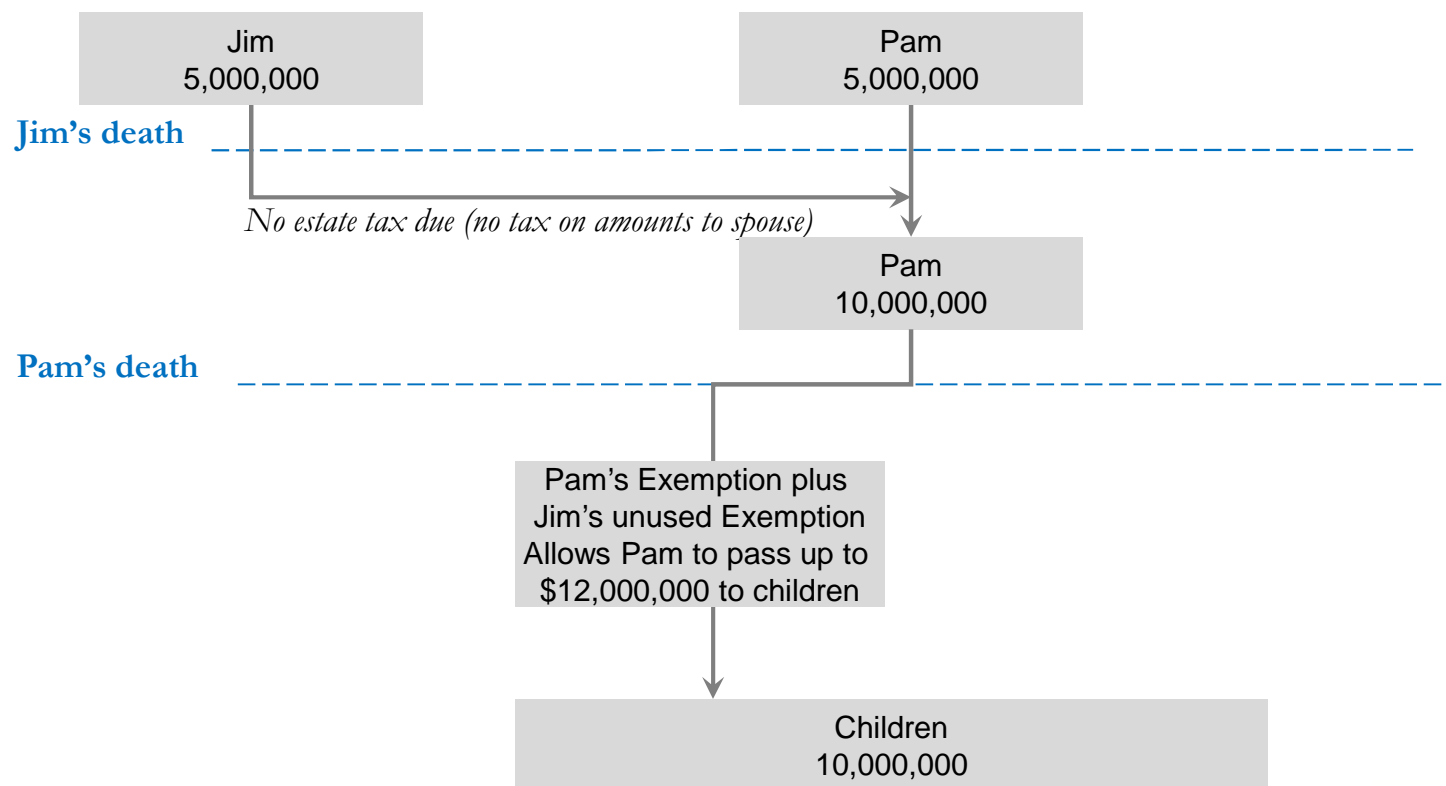 Jim
5,000,000
Pam
5,000,000
Jim’s death
No estate tax due (no tax on amounts to spouse)
Pam
10,000,000
Pam’s death
Pam’s Exemption plus
Jim’s unused Exemption
Allows Pam to pass up to
$12,000,000 to children
Children
10,000,000